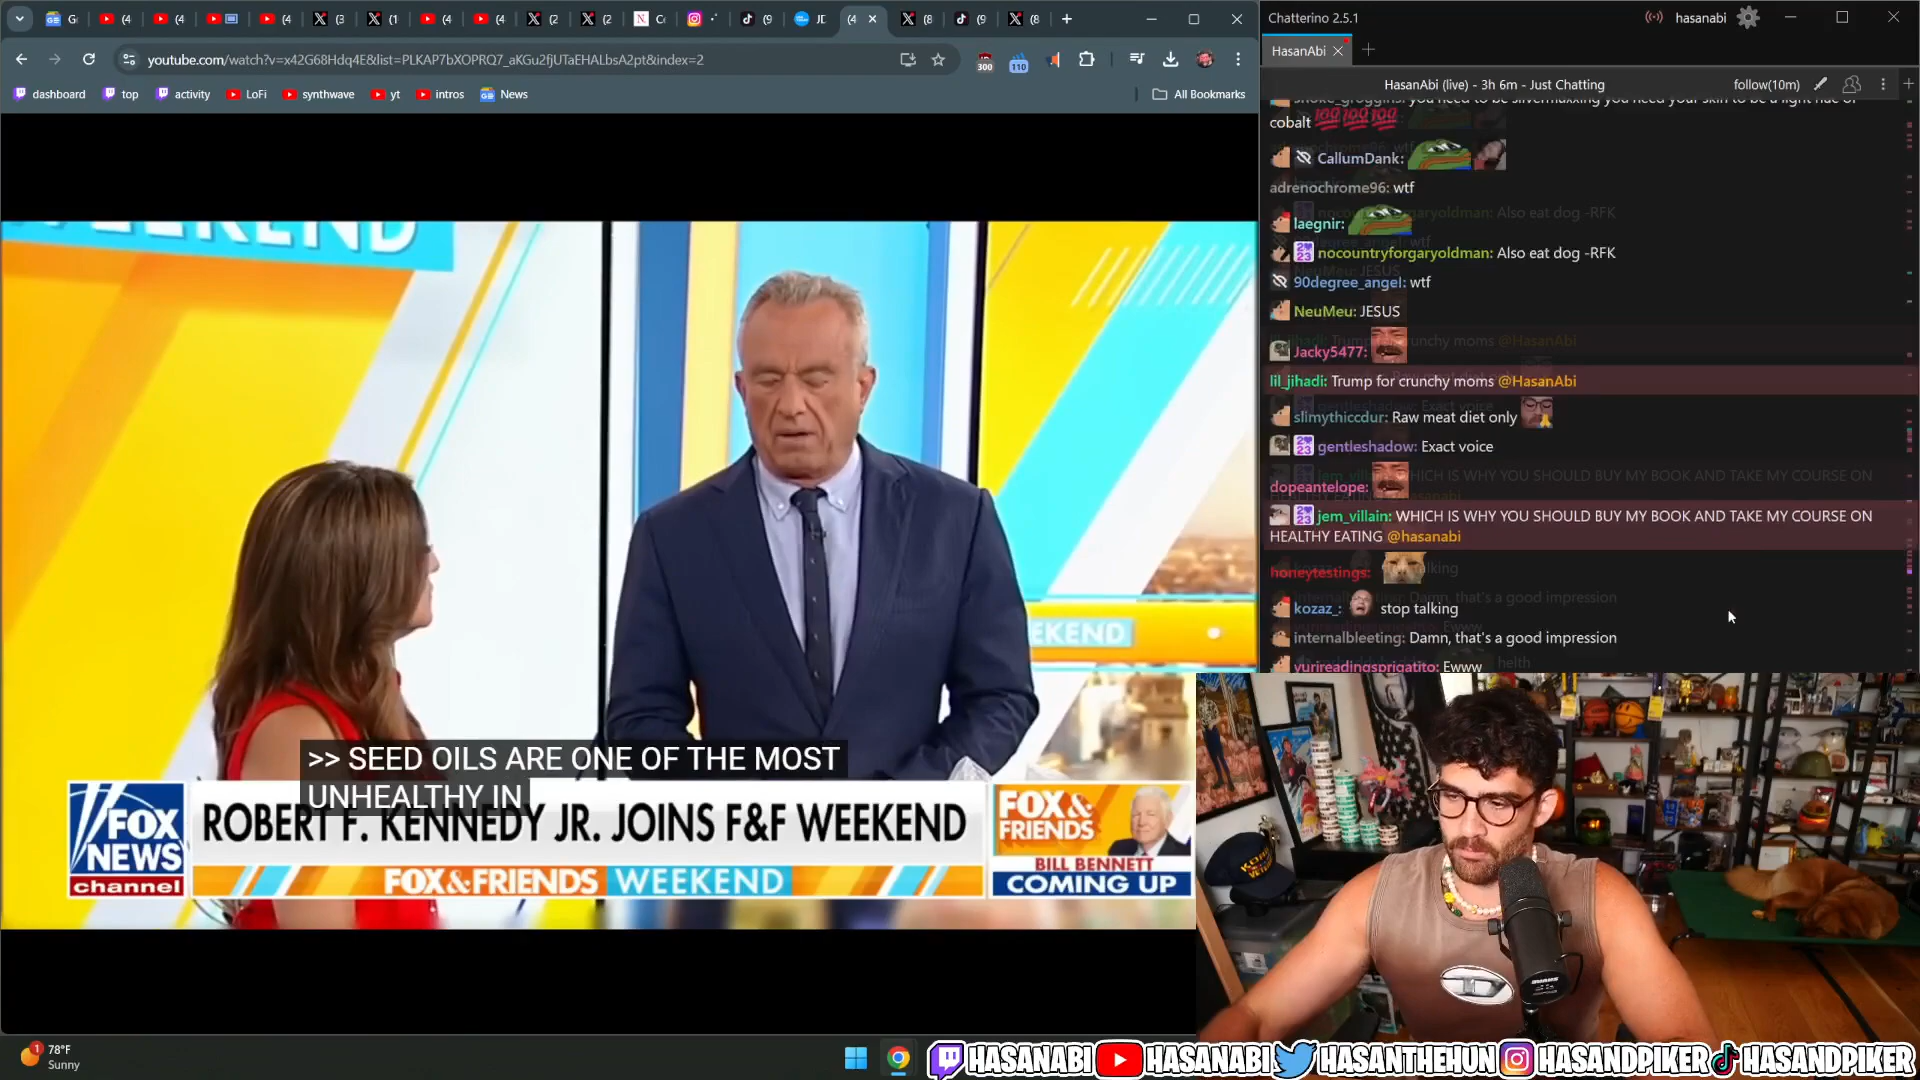 Chatterino 2.5.1
hasanabi
HasanAbi
youtube.com/watch?v=x42G68Hdq4E&list=PLKAP7bXOPRQ7_aKGu2fjUTaEHALbsA2pt&index=2
300
110
dashboard
top
activity
LoFi
synthwave
yt
intros
News
All Bookmarks
HasanAbi (live) - 3h 6m - Just Chatting
follow(10m)
cobalt
CallumDank:
adrenochrome96: wtf
laegnir:
nocountryforgaryoldman: Also eat dog -RFK
90degree_angel: wtf
NeuMeu: JESUS
Jacky5477:
lil_jihadi: Trump for crunchy moms @HasanAbi
slimythiccdur: Raw meat diet only
gentleshadow: Exact voice
dopeantelope:
jem_villain: WHICH IS WHY YOU SHOULD BUY MY BOOK AND TAKE MY COURSE ON
HEALTHY EATING @hasanabi
honeytestings:
kozaz_: stop talking
internalbleeting: Damn, that's a good impression
yurireadingsprigatito: Ewww
WEEKEND
EKEND
>> SEED OILS ARE ONE OF THE MOST
UNHEALTHY IN
ROBERT F. KENNEDY JR. JOINS F&F WEEKEND
FOX
NEWS
channel
FOX&FRIENDS WEEKEND
FOX&
FRIENDS
BILL BENNETT
COMING UP
1
78°F
Sunny
HASANABI
HASANABI
HASANTHEHUN
HASANDPIKER
HASANDPIKER